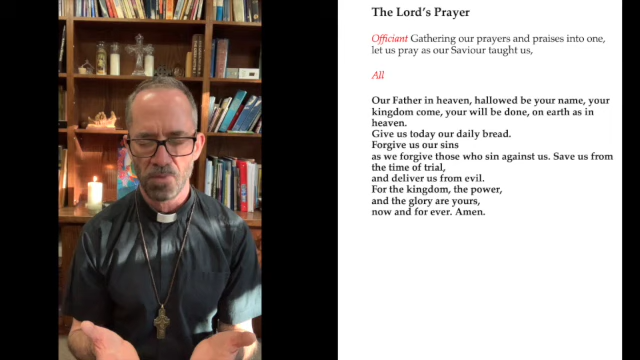 The Lord's Prayer
Officiant Gathering our prayers and praises into one,
let us pray as our Saviour taught us,
All
Our Father in heaven, hallowed be your name, your
kingdom come, your will be done, on earth as in
heaven.
Give us today our daily bread.
Forgive us our sins
as we forgive those who sin against us. Save us from
the time of trial,
and deliver us from evil.
For the kingdom, the power,
and the glory are yours,
now and for ever. Amen.